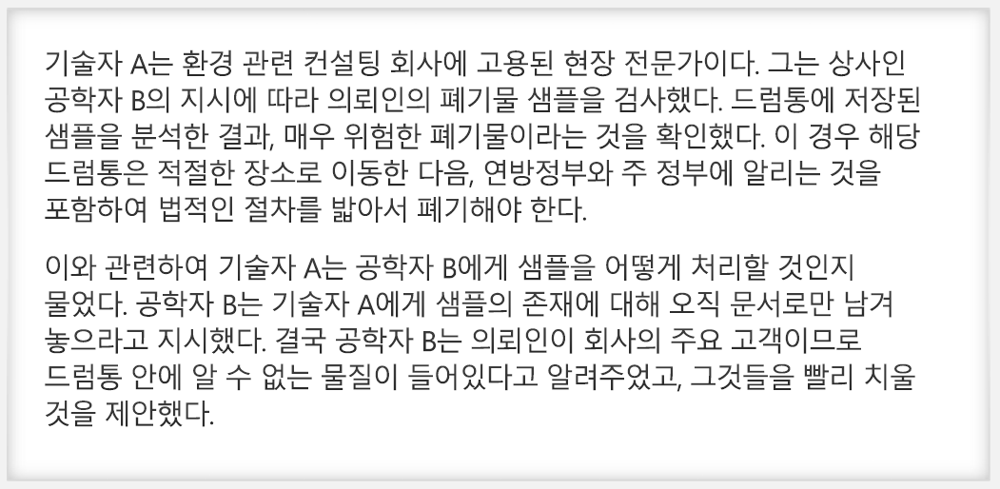 기술자 A는 환경 관련 컨설팅 회사에 고용된 현장 전문가이다. 그는 상사인
공학자 B의 지시에 따라 의뢰인의 폐기물 샘플을 검사했다. 드럼통에 저장된
샘플을 분석한 결과, 매우 위험한 폐기물이라는 것을 확인했다. 이 경우 해당
드럼통은 적절한 장소로 이동한 다음, 연방정부와 주 정부에 알리는 것을
포함하여 법적인 절차를 밟아서 폐기해야 한다.
이와 관련하여 기술자 A는 공학자 B에게 샘플을 어떻게 처리할 것인지
물었다. 공학자 B는 기술자 A에게 샘플의 존재에 대해 오직 문서로만 남겨
놓으라고 지시했다. 결국 공학자 B는 의뢰인이 회사의 주요 고객이므로
드럼통 안에 알 수 없는 물질이 들어있다고 알려주었고, 그것들을 빨리 치울
것을 제안했다.